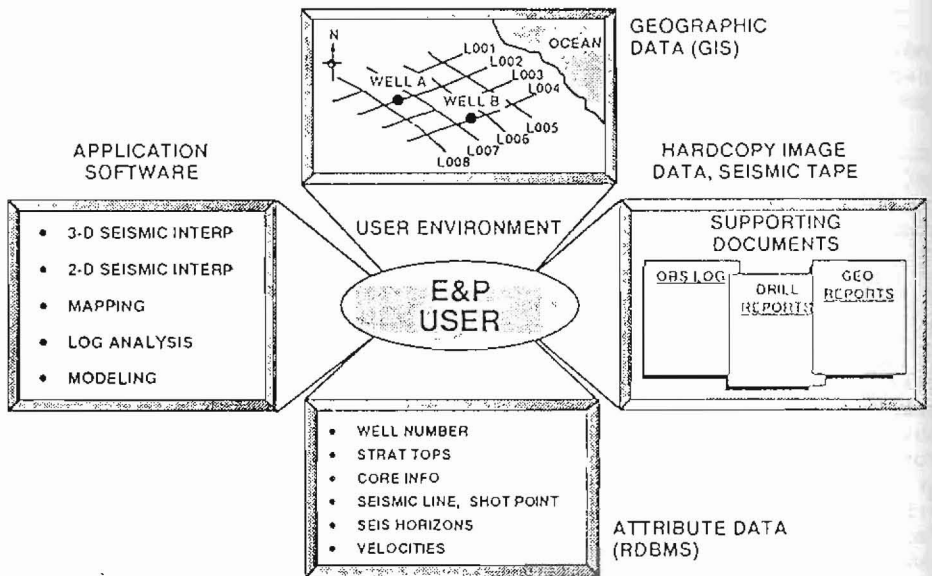 GEOGRAPHIC
DATA (GIS)
N
OCEAN
L001
L002
WELL A
L003
L004
WELL B
L005
L006
L007
L008
APPLICATION
SOFTWARE
HARDCOPY IMAGE
DATA, SEISMIC TAPE
USER ENVIRONMENT
• 3-D SEISMIC INTERP
• 2-D SEISMIC INTERP
• MAPPING
• LOG ANALYSIS
• MODELING
E&P
USER
SUPPORTING
DOCUMENTS
OBS LOG
DRILL
REPORTS
GEO
REPORTS
• WELL NUMBER
• STRAT TOPS
• CORE INFO
• SEISMIC LINE, SHOT POINT
• SEIS HORIZONS
• VELOCITIES
ATTRIBUTE DATA
(RDBMS)